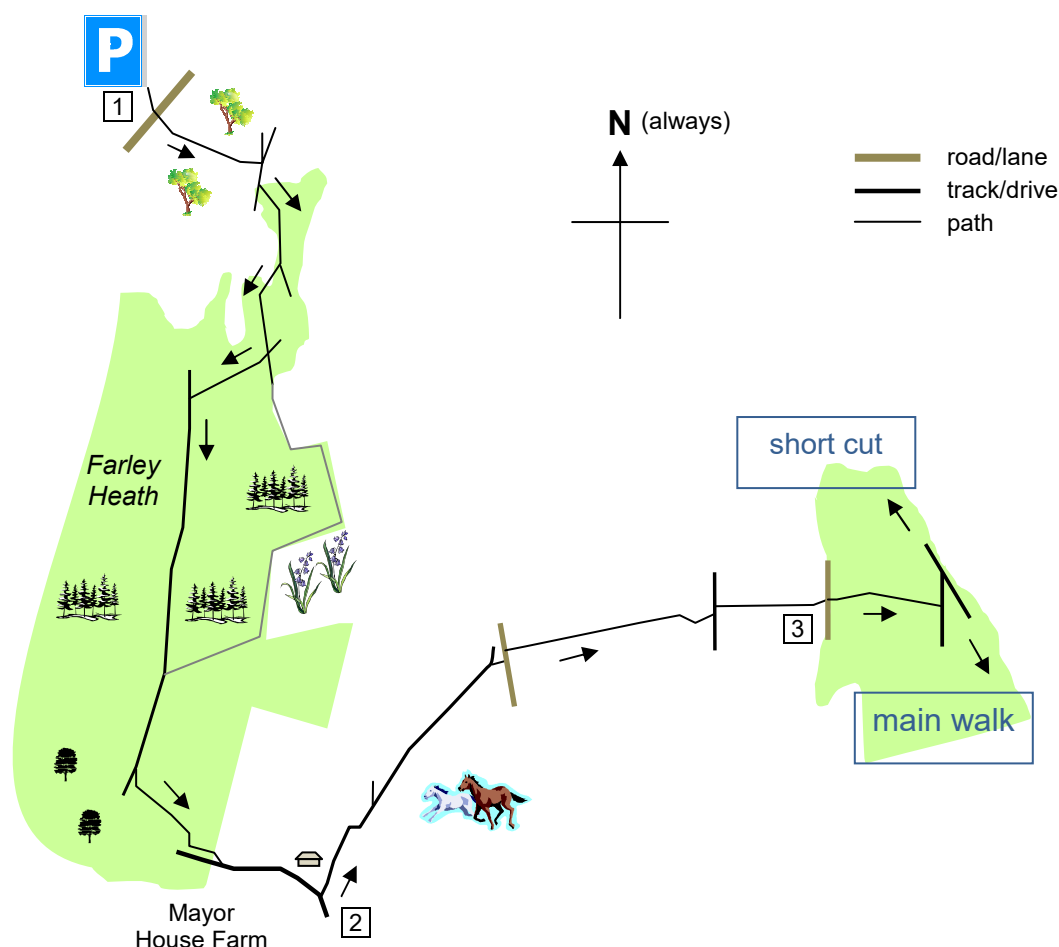 P
1
N (always)
road/lane
track/drive
path
short cut
Farley
Heath
3
main walk
2
Mayor
House Farm